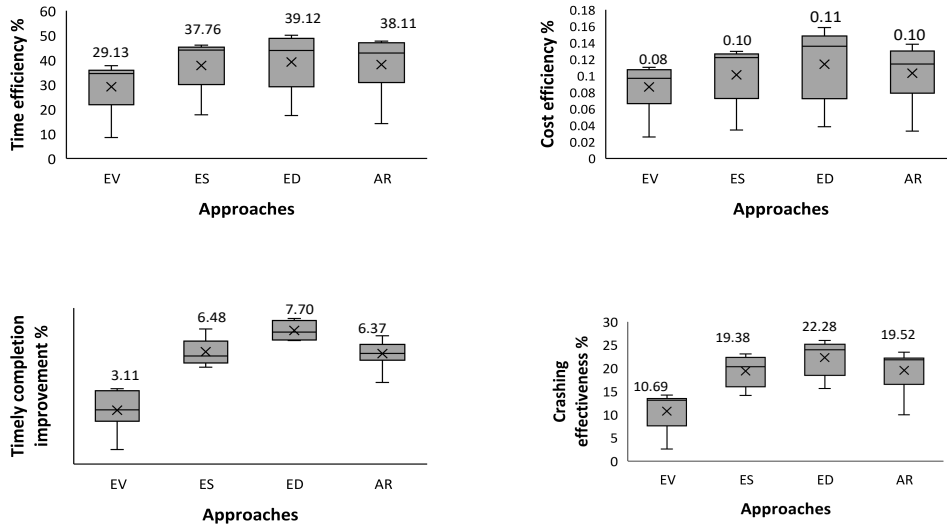 Time efficiency %
60
50
40
30
20
10
0
29.13
37.76
39.12
38.11
EV ES ED AR
Approaches
Cost efficiency %
0.18
0.16
0.14
0.12
0.1
0.08
0.06
0.04
0.02
0
0.08
0.10
0.11
0.10
EV ES ED AR
Approaches
Timely completion
improvement %
3.11
6.48
7.70
6.37
EV ES ED AR
Approaches
Crashing
effectiveness %
30
25
20
15
10
5
0
10.69
19.38
22.28
19.52
EV ES ED AR
Approaches